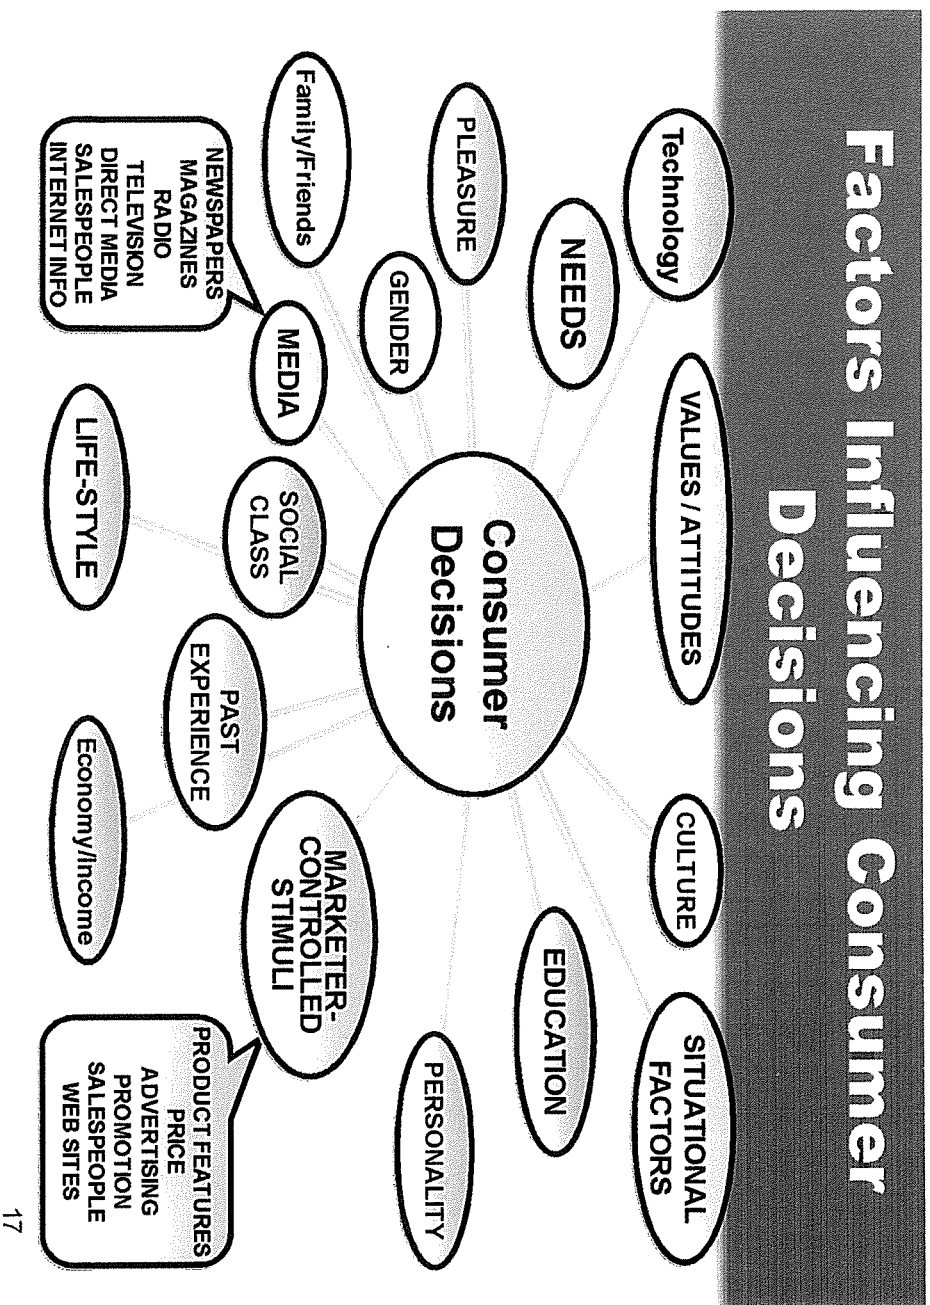 Factors Influencing Consumer
Decisions
Technology
VALUES / ATTITUDES
CULTURE
SITUATIONAL
FACTORS
NEEDS
EDUCATION
PLEASURE
Consumer
Decisions
PERSONALITY
GENDER
Family/Friends
MEDIA
SOCIAL
CLASS
PAST
EXPERIENCE
MARKETER-
CONTROLLED
STIMULI
NEWSPAPERS
MAGAZINES
RADIO
TELEVISION
DIRECT MEDIA
SALESPEOPLE
INTERNET INFO
LIFE-STYLE
Economy/Income
PRODUCT FEATURES
PRICE
ADVERTISING
PROMOTION
SALESPEOPLE
WEB SITES
17